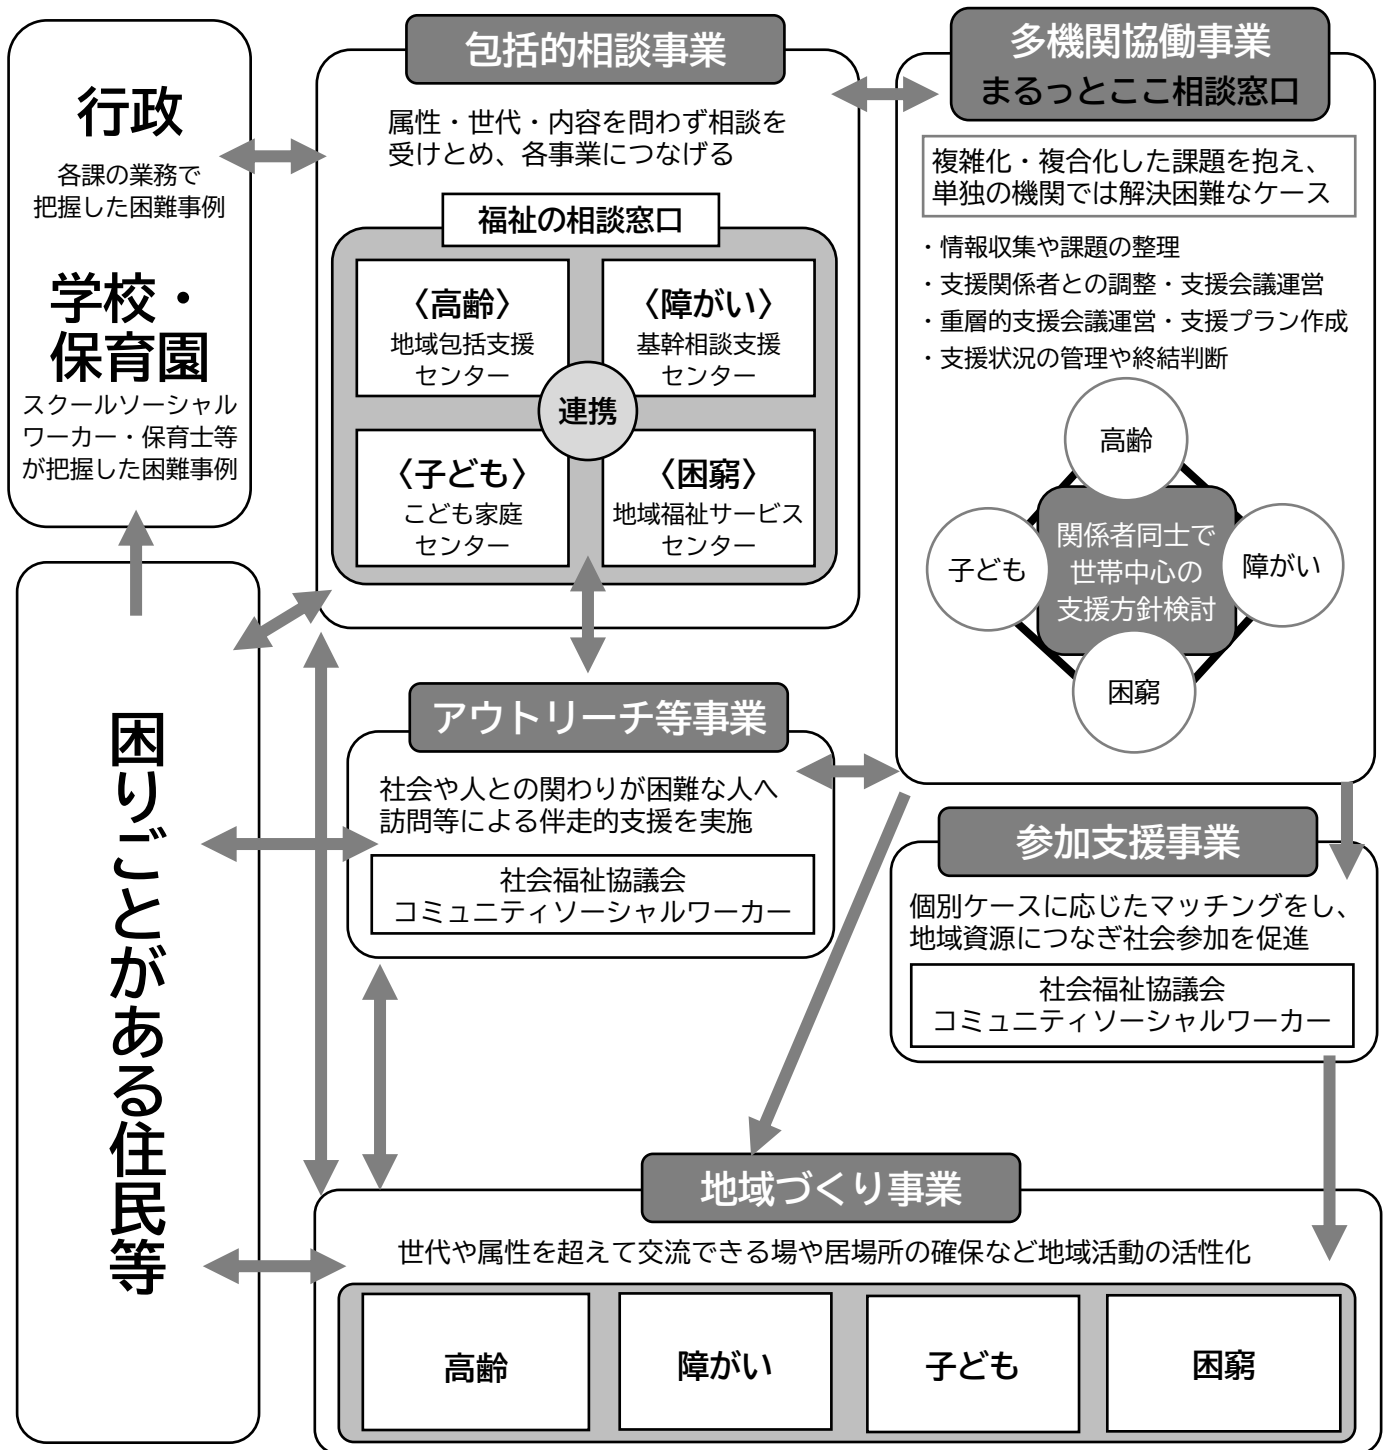 行政
各課の業務で
把握した困難事例
学校・
保育園
スクールソーシャル
ワーカー・保育士等
が把握した困難事例
困りごとがある住民等
包括的相談事業
属性・世代・内容を問わず相談を
受けとめ、各事業につなげる
福祉の相談窓口
〈高齢〉
地域包括支援
センター
〈障がい〉
基幹相談支援
センター
連携
〈子ども〉
こども家庭
センター
〈困窮〉
地域福祉サービス
センター
多機関協働事業
まるっとここ相談窓口
複雑化・複合化した課題を抱え、
単独の機関では解決困難なケース
・情報収集や課題の整理
・支援関係者との調整・支援会議運営
・重層的支援会議運営・支援プラン作成
・支援状況の管理や終結判断
高齢
子ども
関係者同士で
世帯中心の
支援方針検討
障がい
困窮
アウトリーチ等事業
社会や人との関わりが困難な人へ
訪問等による伴走的支援を実施
社会福祉協議会
コミュニティソーシャルワーカー
参加支援事業
個別ケースに応じたマッチングをし、
地域資源につなぎ社会参加を促進
社会福祉協議会
コミュニティソーシャルワーカー
地域づくり事業
世代や属性を超えて交流できる場や居場所の確保など地域活動の活性化
高齢
障がい
子ども
困窮